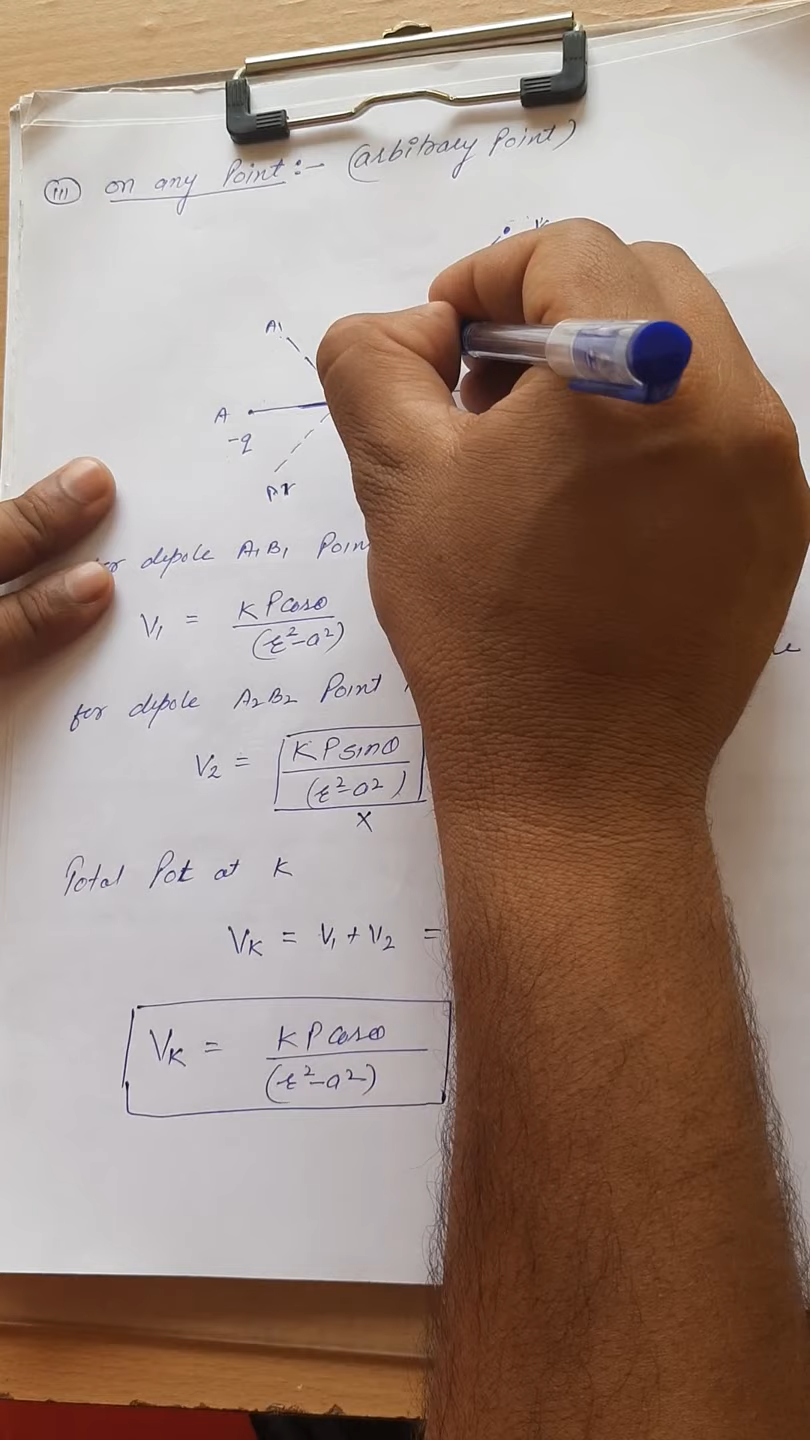 (iii) on any Point :- (arbitrary Point)
A1
A
-q
for dipole A1B1 Poin
V1 = KPcosθ / (r²-a²)
for dipole A2B2 Point
V2 = KPsinθ / (r²-a²)
x
Total Pot at K
VK = V1 + V2 =
VK = KPcosθ / (r²-a²)